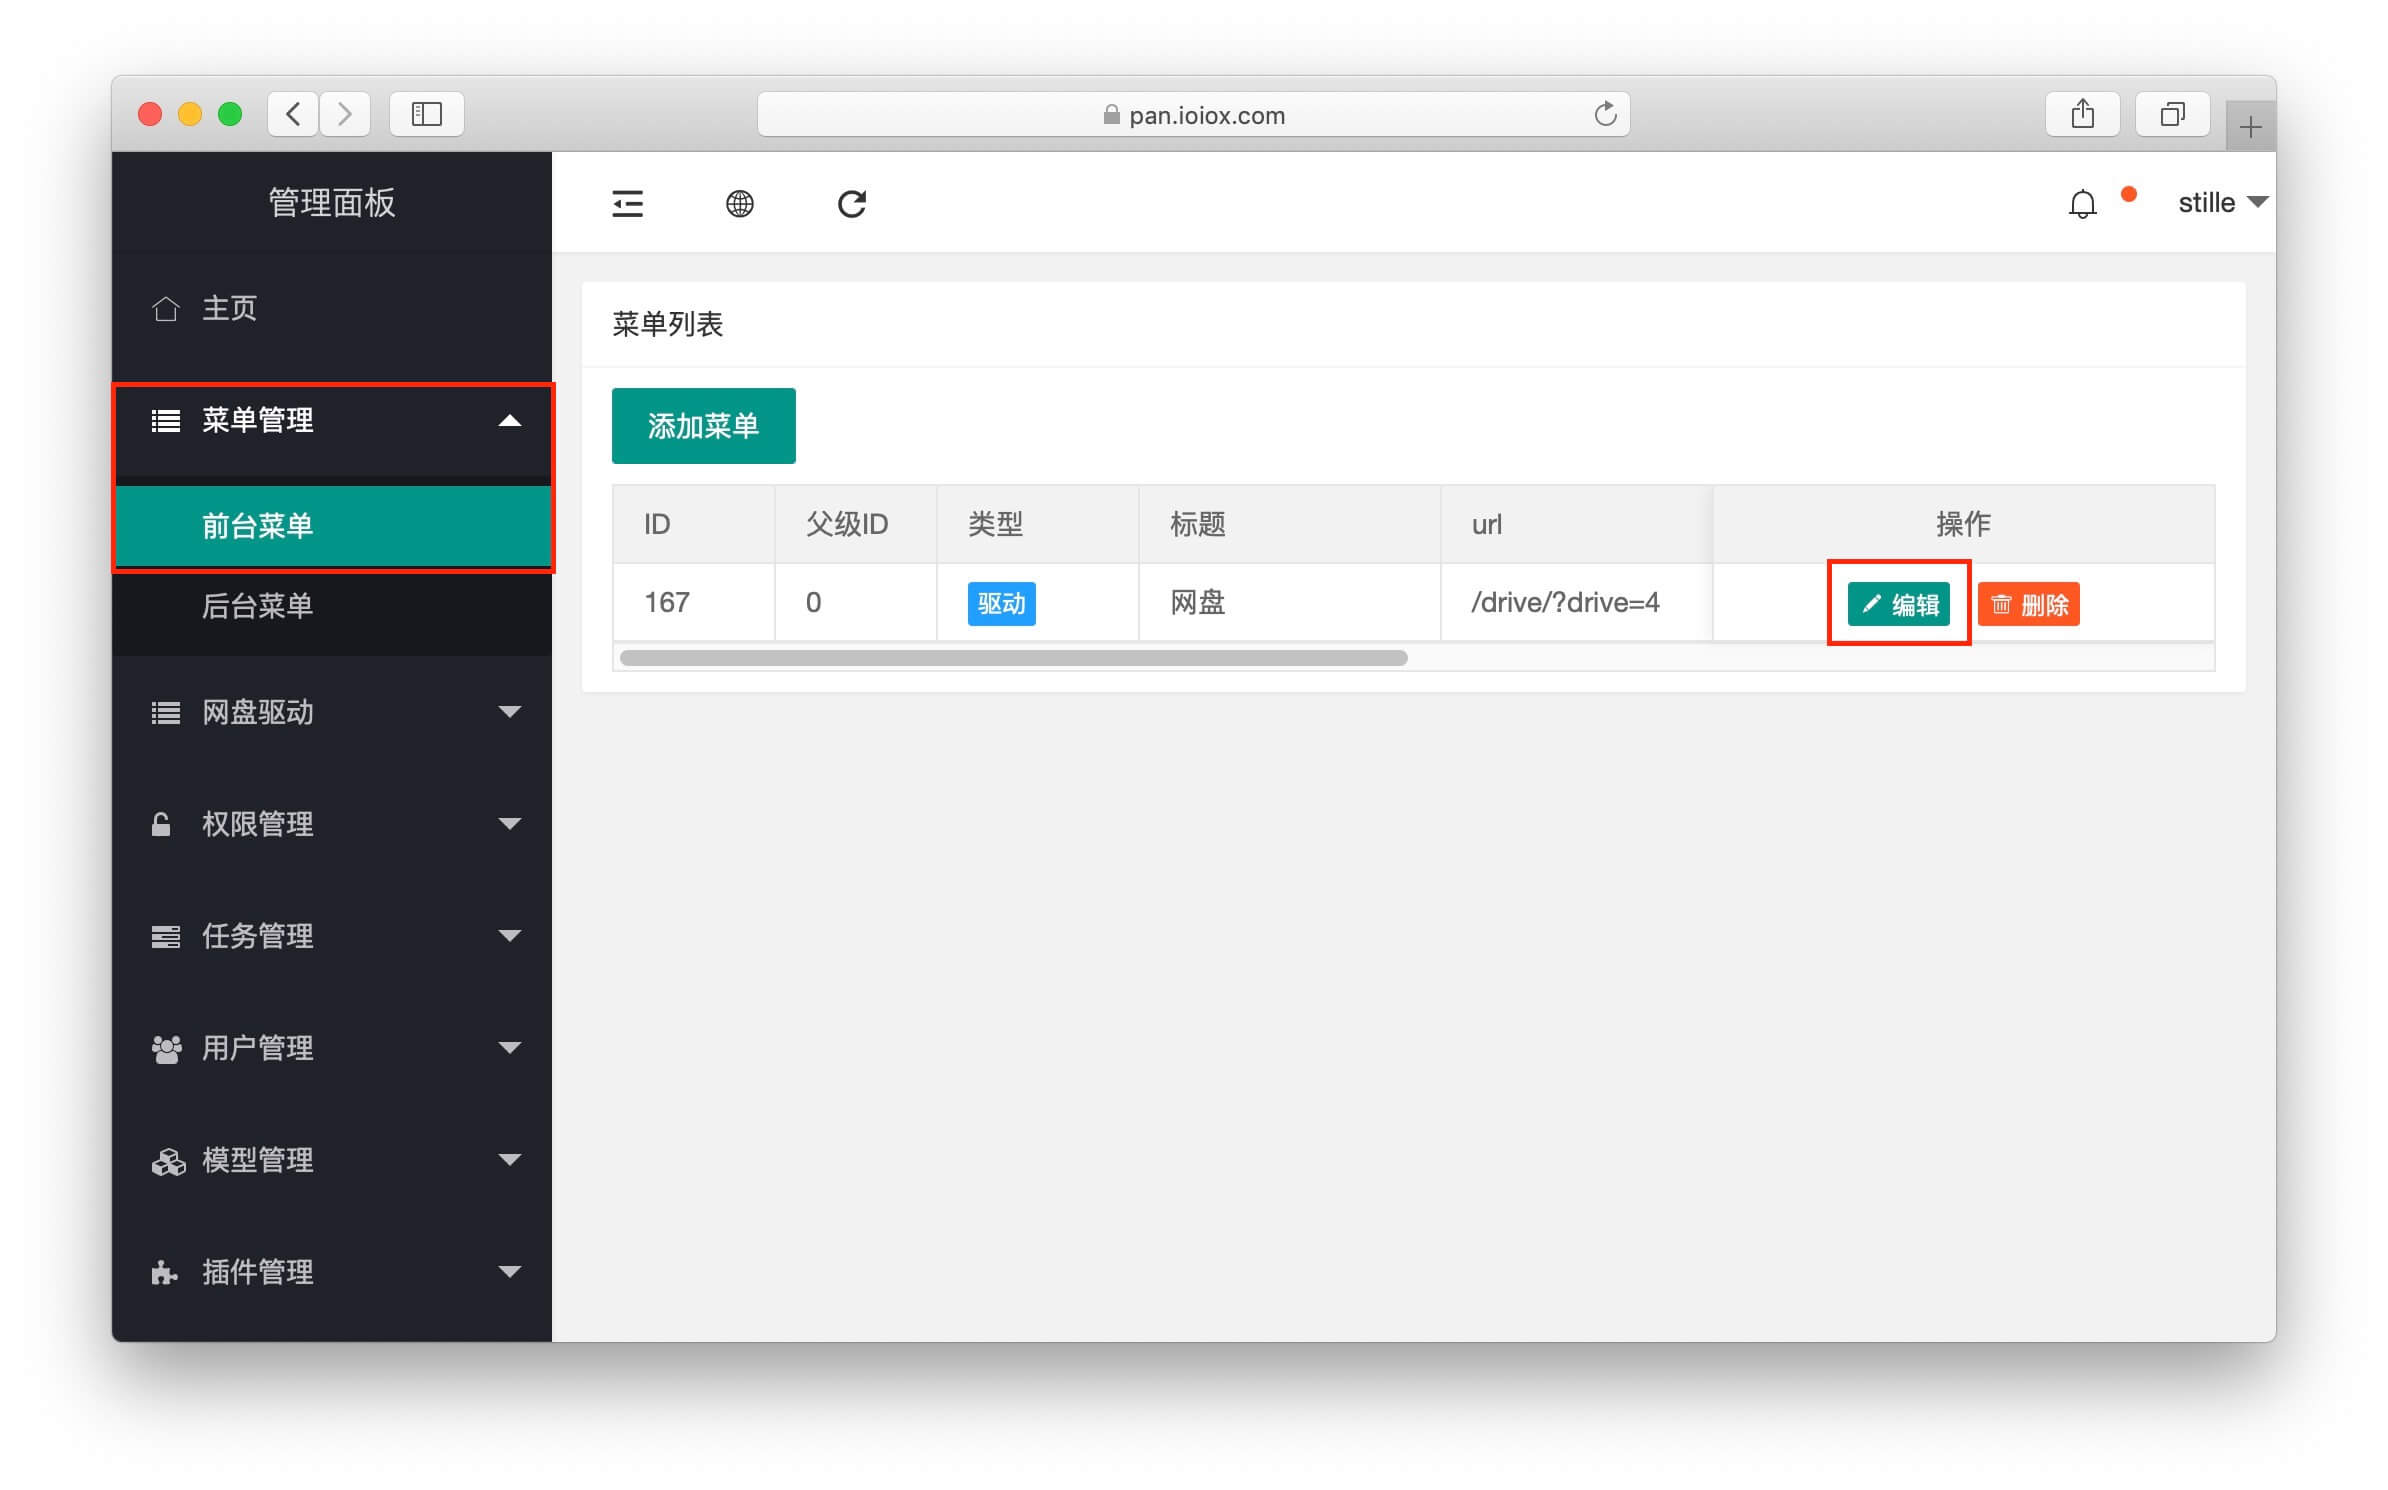 pan.ioiox.com
管理面板
stille
主页
菜单管理
前台菜单
后台菜单
网盘驱动
权限管理
任务管理
用户管理
模型管理
插件管理
菜单列表
添加菜单
ID 父级ID 类型 标题 url 操作
167 0 驱动 网盘 /drive/?drive=4 编辑 删除